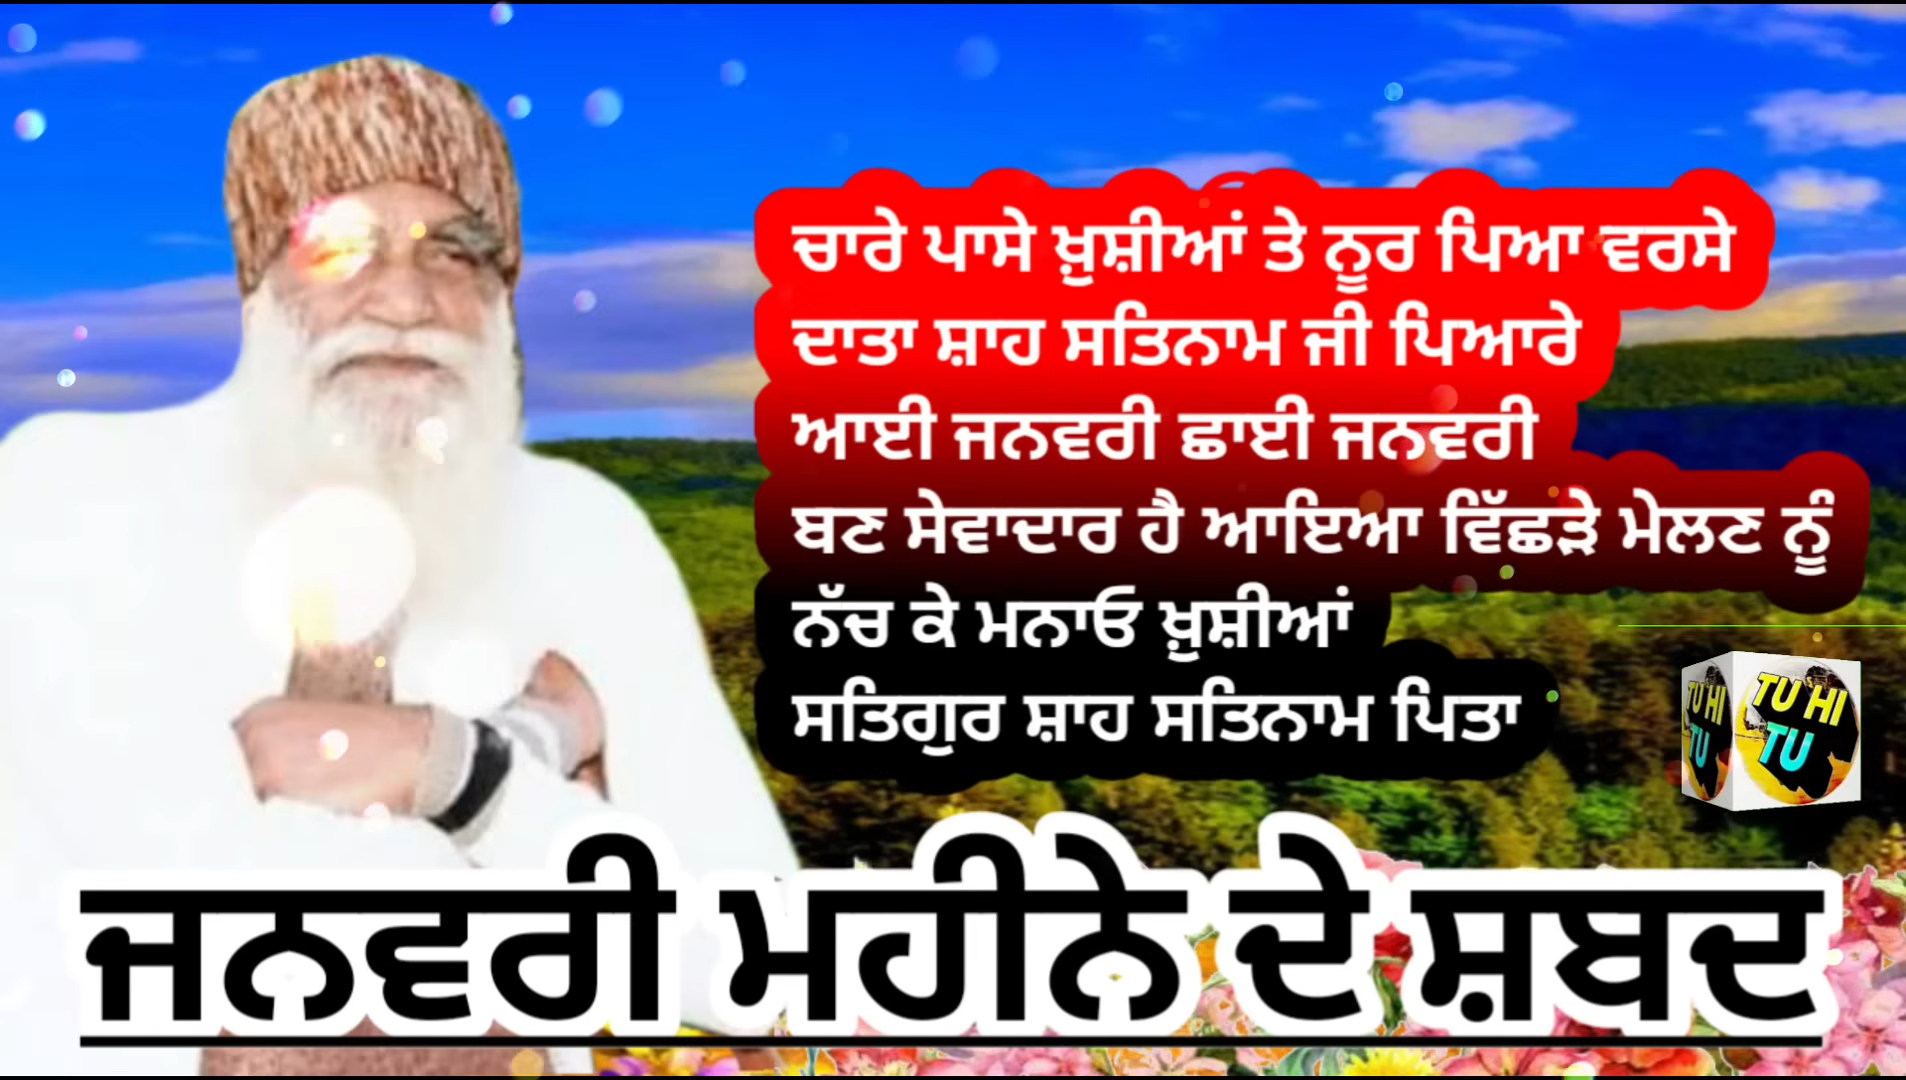 ਚਾਰੇ ਪਾਸੇ ਖ਼ੁਸ਼ੀਆਂ ਤੇ ਨੂਰ ਪਿਆ ਵਰਸੇ
ਦਾਤਾ ਸ਼ਾਹ ਸਤਿਨਾਮ ਜੀ ਪਿਆਰੇ
ਆਈ ਜਨਵਰੀ ਛਾਈ ਜਨਵਰੀ
ਬਣ ਸੇਵਾਦਾਰ ਹੈ ਆਇਆ ਵਿੱਛੜੇ ਮੇਲਣ ਨੂੰ
ਨੱਚ ਕੇ ਮਨਾਓ ਖ਼ੁਸ਼ੀਆਂ
ਸਤਿਗੁਰ ਸ਼ਾਹ ਸਤਿਨਾਮ ਪਿਤਾ
TU HI
TU
TU HI
TU
ਜਨਵਰੀ ਮਹੀਨੇ ਦੇ ਸ਼ਬਦ